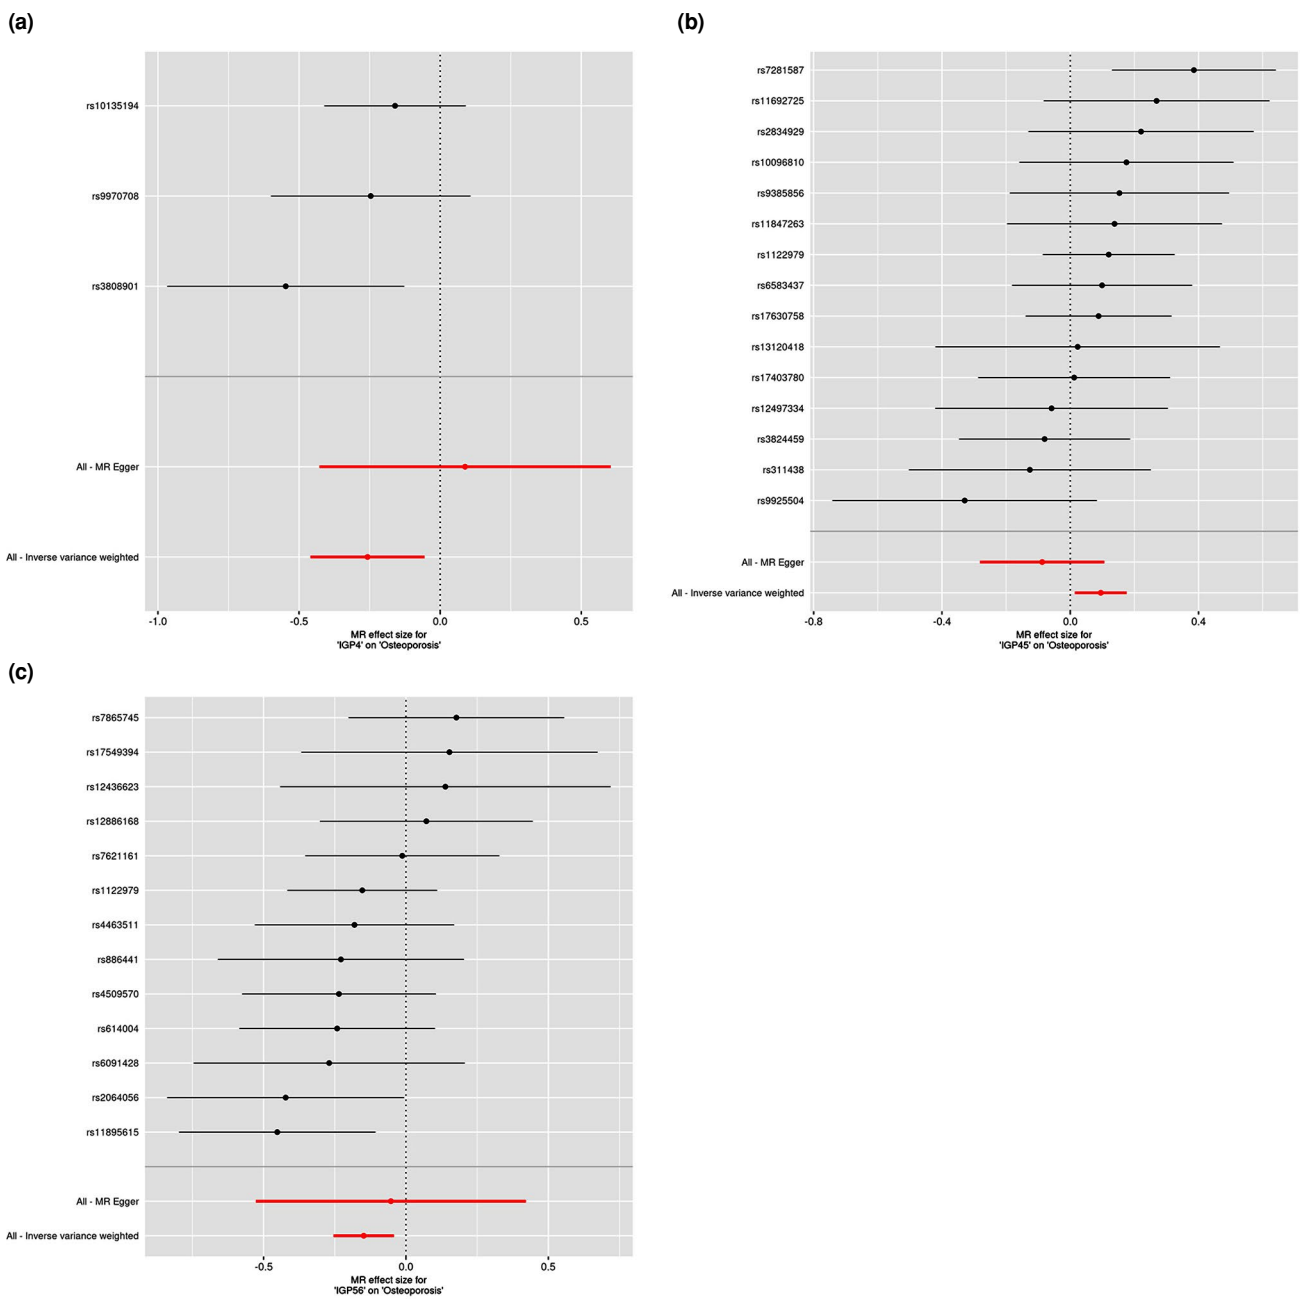 (a)
rs10135194
rs9970708
rs3808901
All - MR Egger
All - Inverse variance weighted
-1.0 -0.5 0.0 0.5
MR effect size for
'IGP4' on 'Osteoporosis'
(b)
rs7281587
rs11692725
rs2834929
rs10096810
rs9385856
rs11847263
rs1122979
rs6583437
rs17630758
rs13120418
rs17403780
rs12497334
rs3824459
rs311438
rs9925504
All - MR Egger
All - Inverse variance weighted
-0.8 -0.4 0.0 0.4
MR effect size for
'IGP45' on 'Osteoporosis'
(c)
rs7865745
rs17549394
rs12436623
rs12886168
rs7621161
rs1122979
rs4463511
rs886441
rs4509570
rs614004
rs6091428
rs2064056
rs11895615
All - MR Egger
All - Inverse variance weighted
-0.5 0.0 0.5
MR effect size for
'IGP56' on 'Osteoporosis'